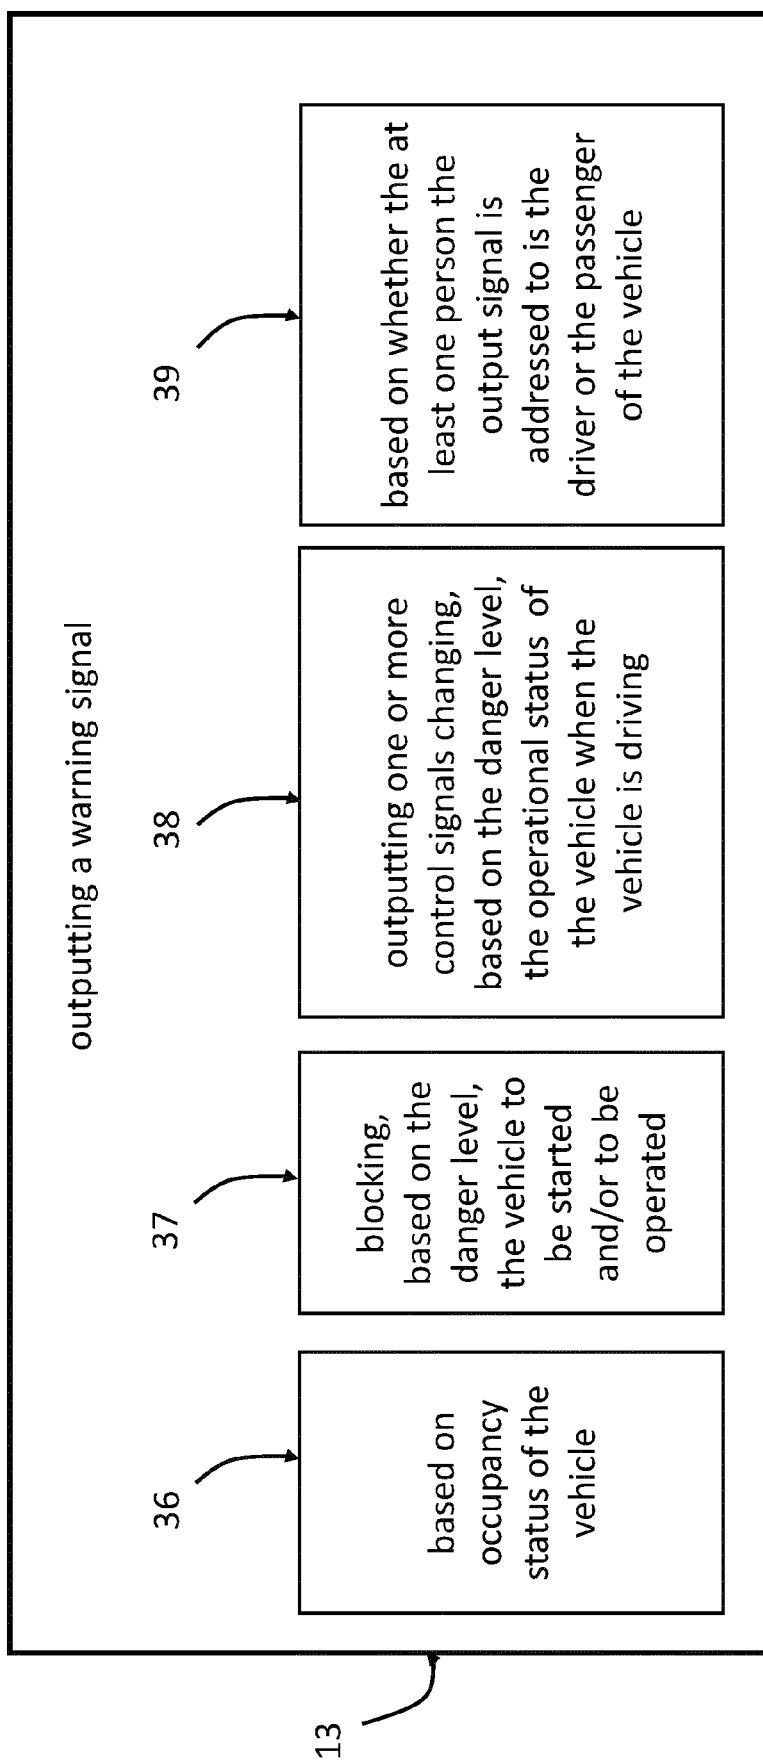 outputting a warning signal
13
36
based on
occupancy
status of the
vehicle
37
blocking,
based on the
danger level,
the vehicle to
be started
and/or to be
operated
38
outputting one or more
control signals changing,
based on the danger level,
the operational status of
the vehicle when the
vehicle is driving
39
based on whether the at
least one person the
output signal is
addressed to is the
driver or the passenger
of the vehicle